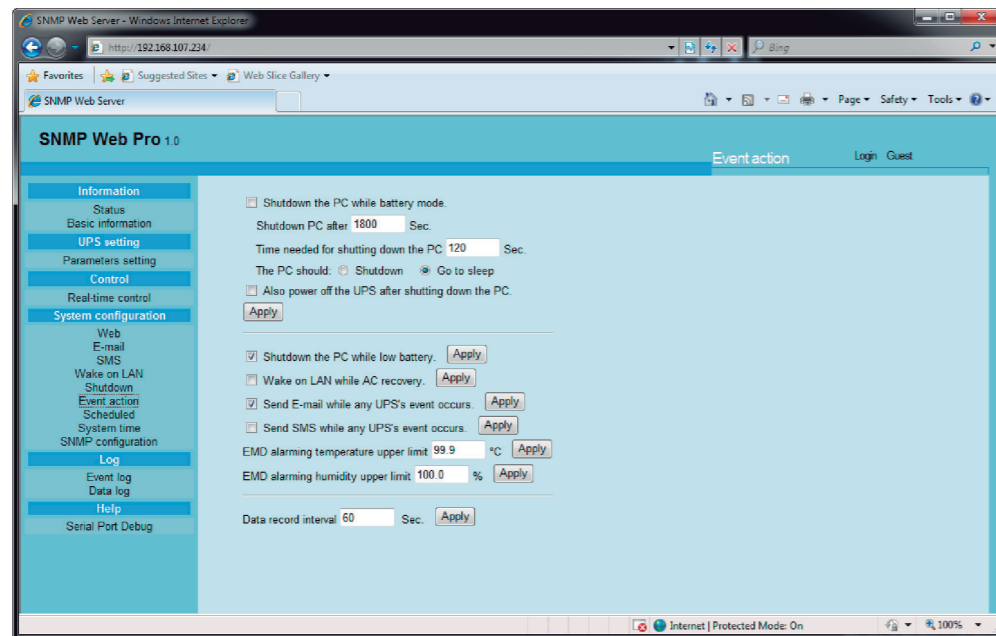 SNMP Web Server - Windows Internet Explorer
http://192.168.107.234/
Bing
Favorites Suggested Sites Web Slice Gallery
SNMP Web Server
Page Safety Tools
SNMP Web Pro 1.0
Event action
Login Guest
Information
Status
Basic information
UPS setting
Parameters setting
Control
Real-time control
System configuration
Web
E-mail
SMS
Wake on LAN
Shutdown
Event action
Scheduled
System time
SNMP configuration
Log
Event log
Data log
Help
Serial Port Debug
Shutdown the PC while battery mode.
Shutdown PC after 1800 Sec.
Time needed for shutting down the PC 120 Sec.
The PC should: Shutdown Go to sleep
Also power off the UPS after shutting down the PC.
Apply
Shutdown the PC while low battery. Apply
Wake on LAN while AC recovery. Apply
Send E-mail while any UPS's event occurs. Apply
Send SMS while any UPS's event occurs. Apply
EMD alarming temperature upper limit 99.9 °C Apply
EMD alarming humidity upper limit 100.0 % Apply
Data record interval 60 Sec. Apply
Internet | Protected Mode: On
100%